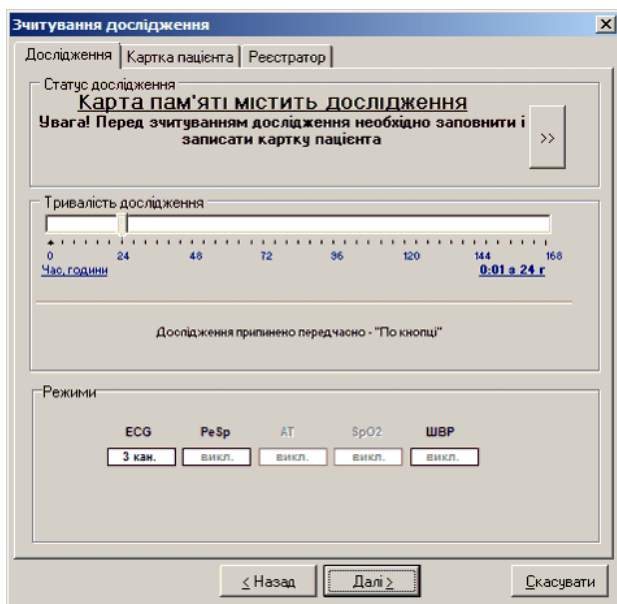 Зчитування дослідження
Дослідження Картка пацієнта Реєстратор
Статус дослідження
Карта пам'яті містить дослідження
Увага! Перед зчитуванням дослідження необхідно заповнити і
записати картку пацієнта
>>
Тривалість дослідження
0 24 48 72 96 120 144 168
Час, години 0:01 з 24 г
Дослідження припинено передчасно - "По кнопці"
Режими
ECG PeSp АТ SpO2 ШВР
3 кан. викл. викл. викл. викл.
< Назад Далі > Скасувати